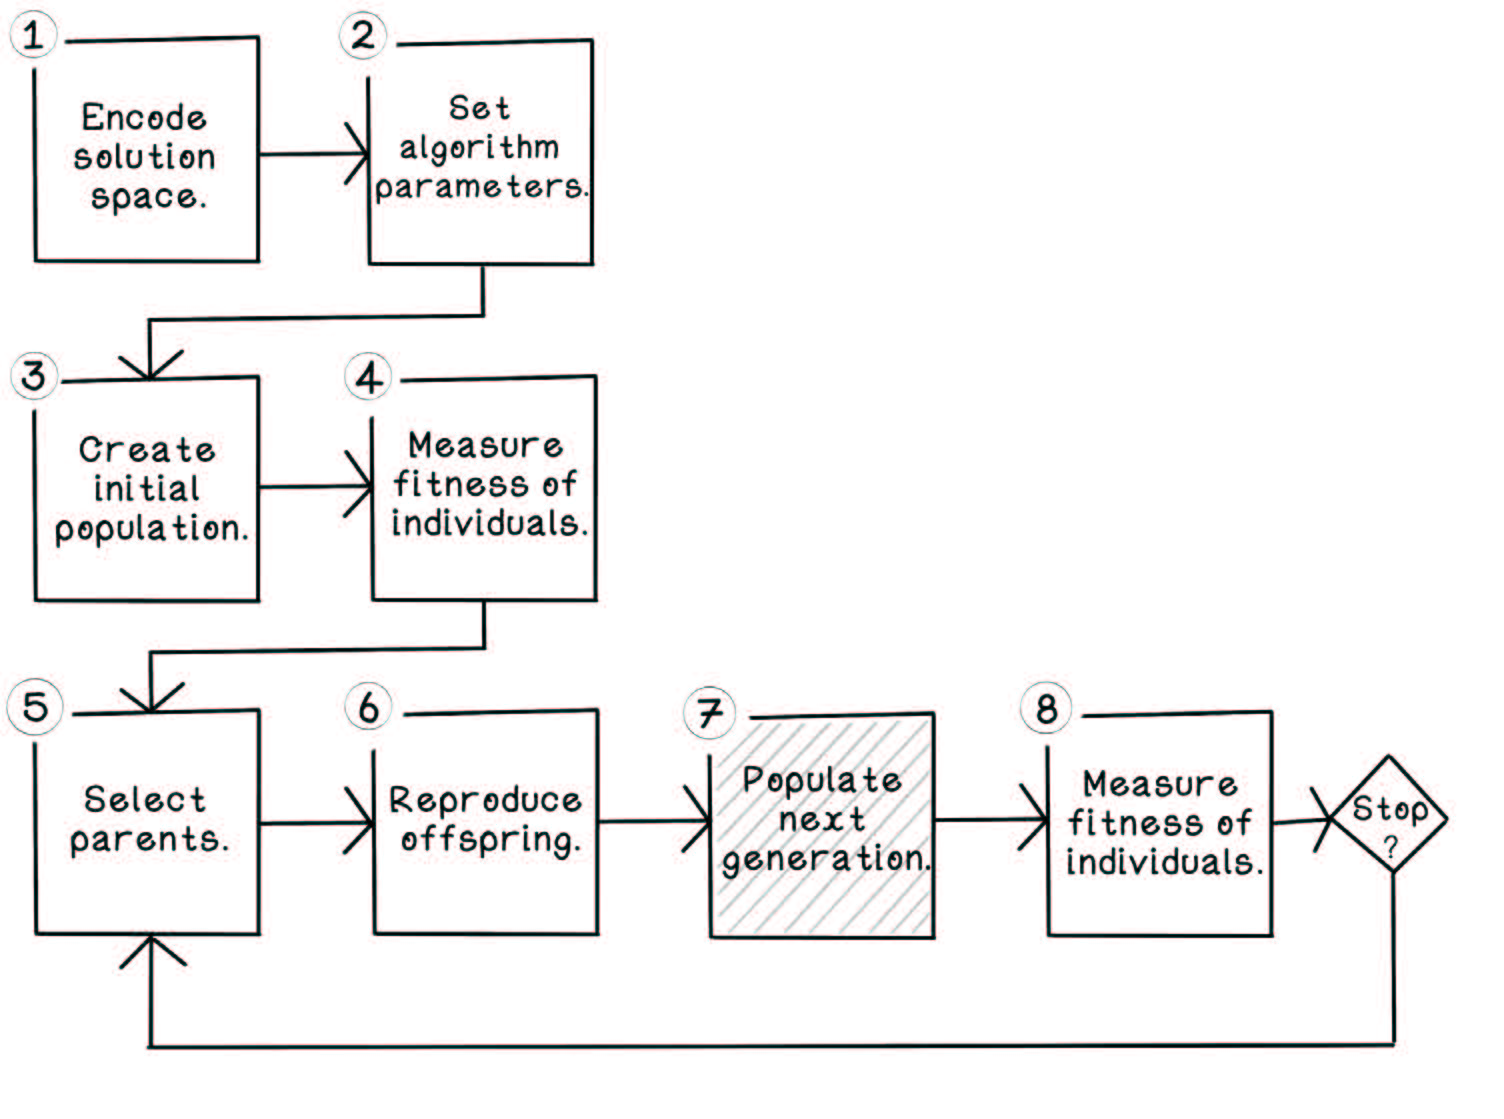 1
Encode
solution
space.
2
Set
algorithm
parameters.
3
Create
initial
population.
4
Measure
fitness of
individuals.
5
Select
parents.
6
Reproduce
offspring.
7
Populate
next
generation.
8
Measure
fitness of
individuals.
Stop
?